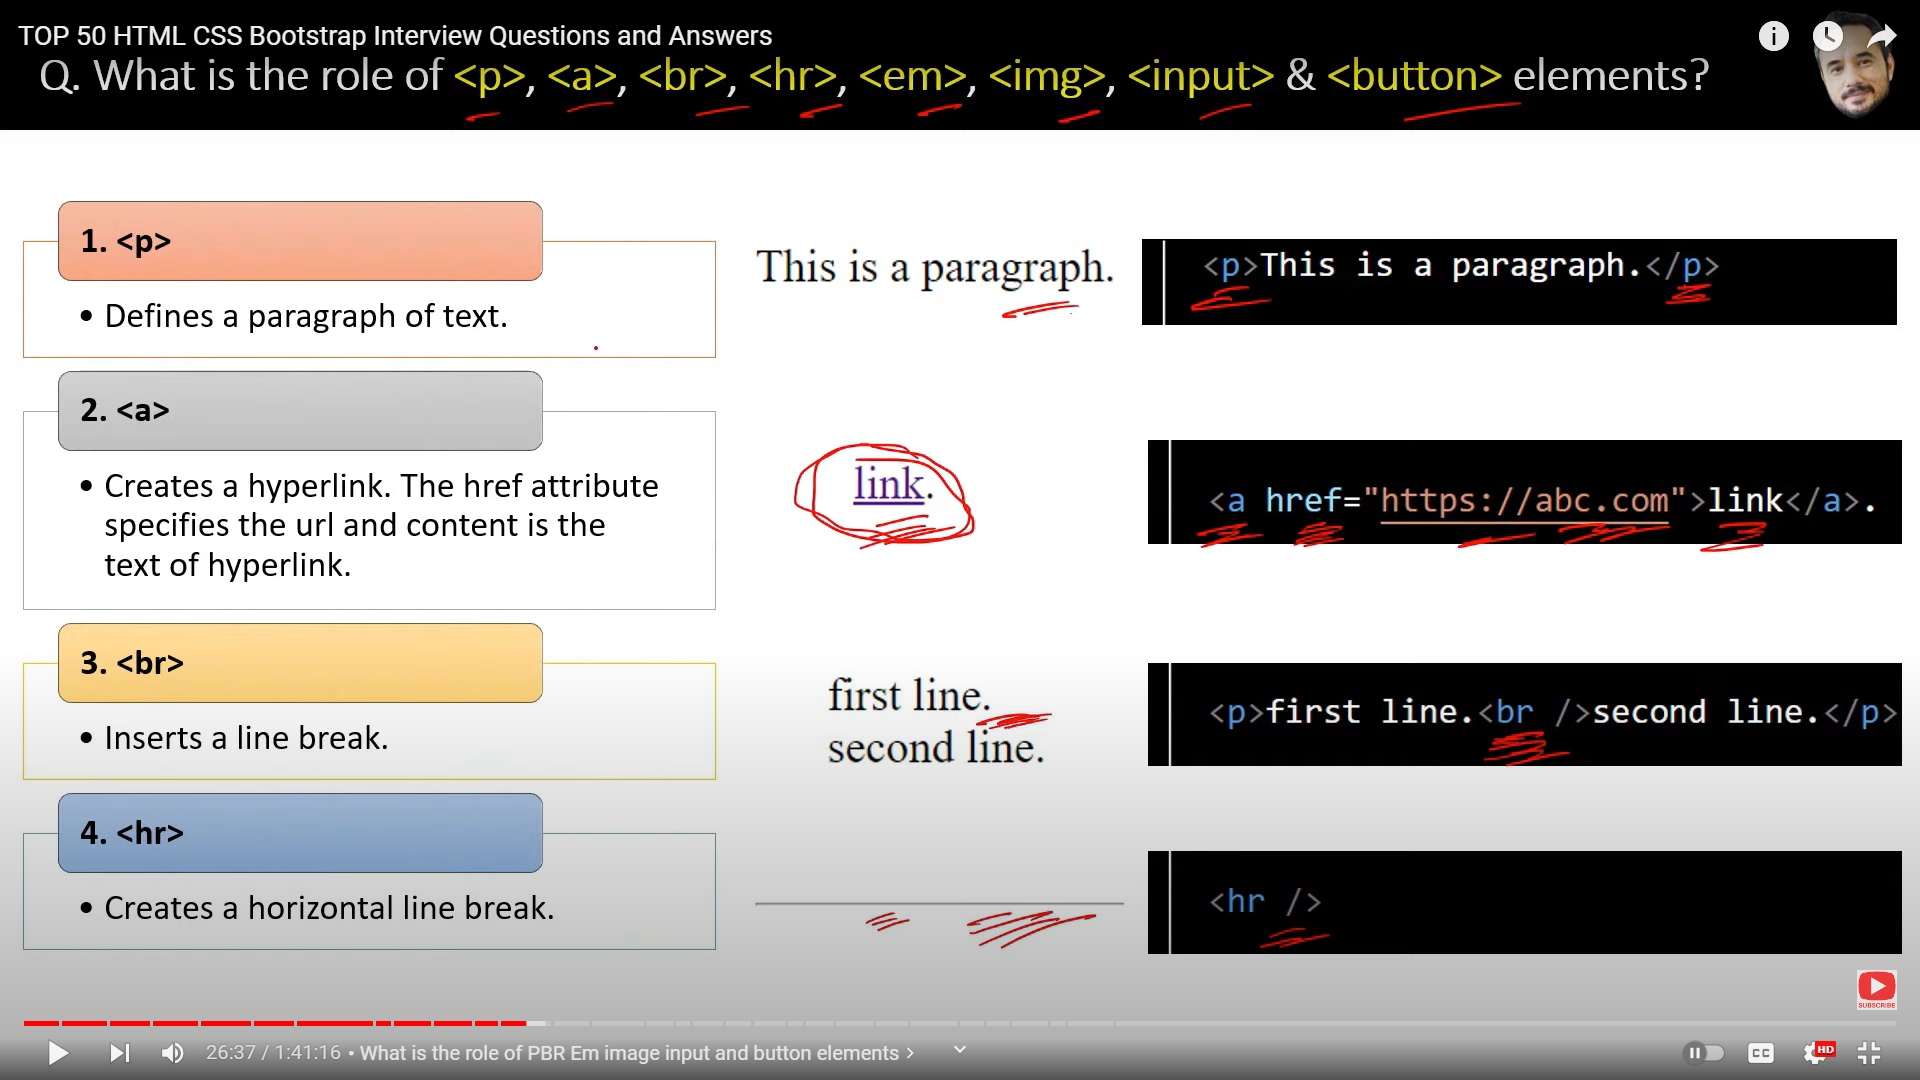 TOP 50 HTML CSS Bootstrap Interview Questions and Answers
Q. What is the role of <p>, <a>, <br>, <hr>, <em>, <img>, <input> & <button> elements?
1. <p>
• Defines a paragraph of text.
This is a paragraph.
<p>This is a paragraph.</p>
2. <a>
• Creates a hyperlink. The href attribute
specifies the url and content is the
text of hyperlink.
link.
<a href="https://abc.com">link</a>.
3. <br>
• Inserts a line break.
first line.
second line.
<p>first line.<br />second line.</p>
4. <hr>
• Creates a horizontal line break.
<hr />
SUBSCRIBE
26:37 / 1:41:16 • What is the role of PBR Em image input and button elements >
CC
HD